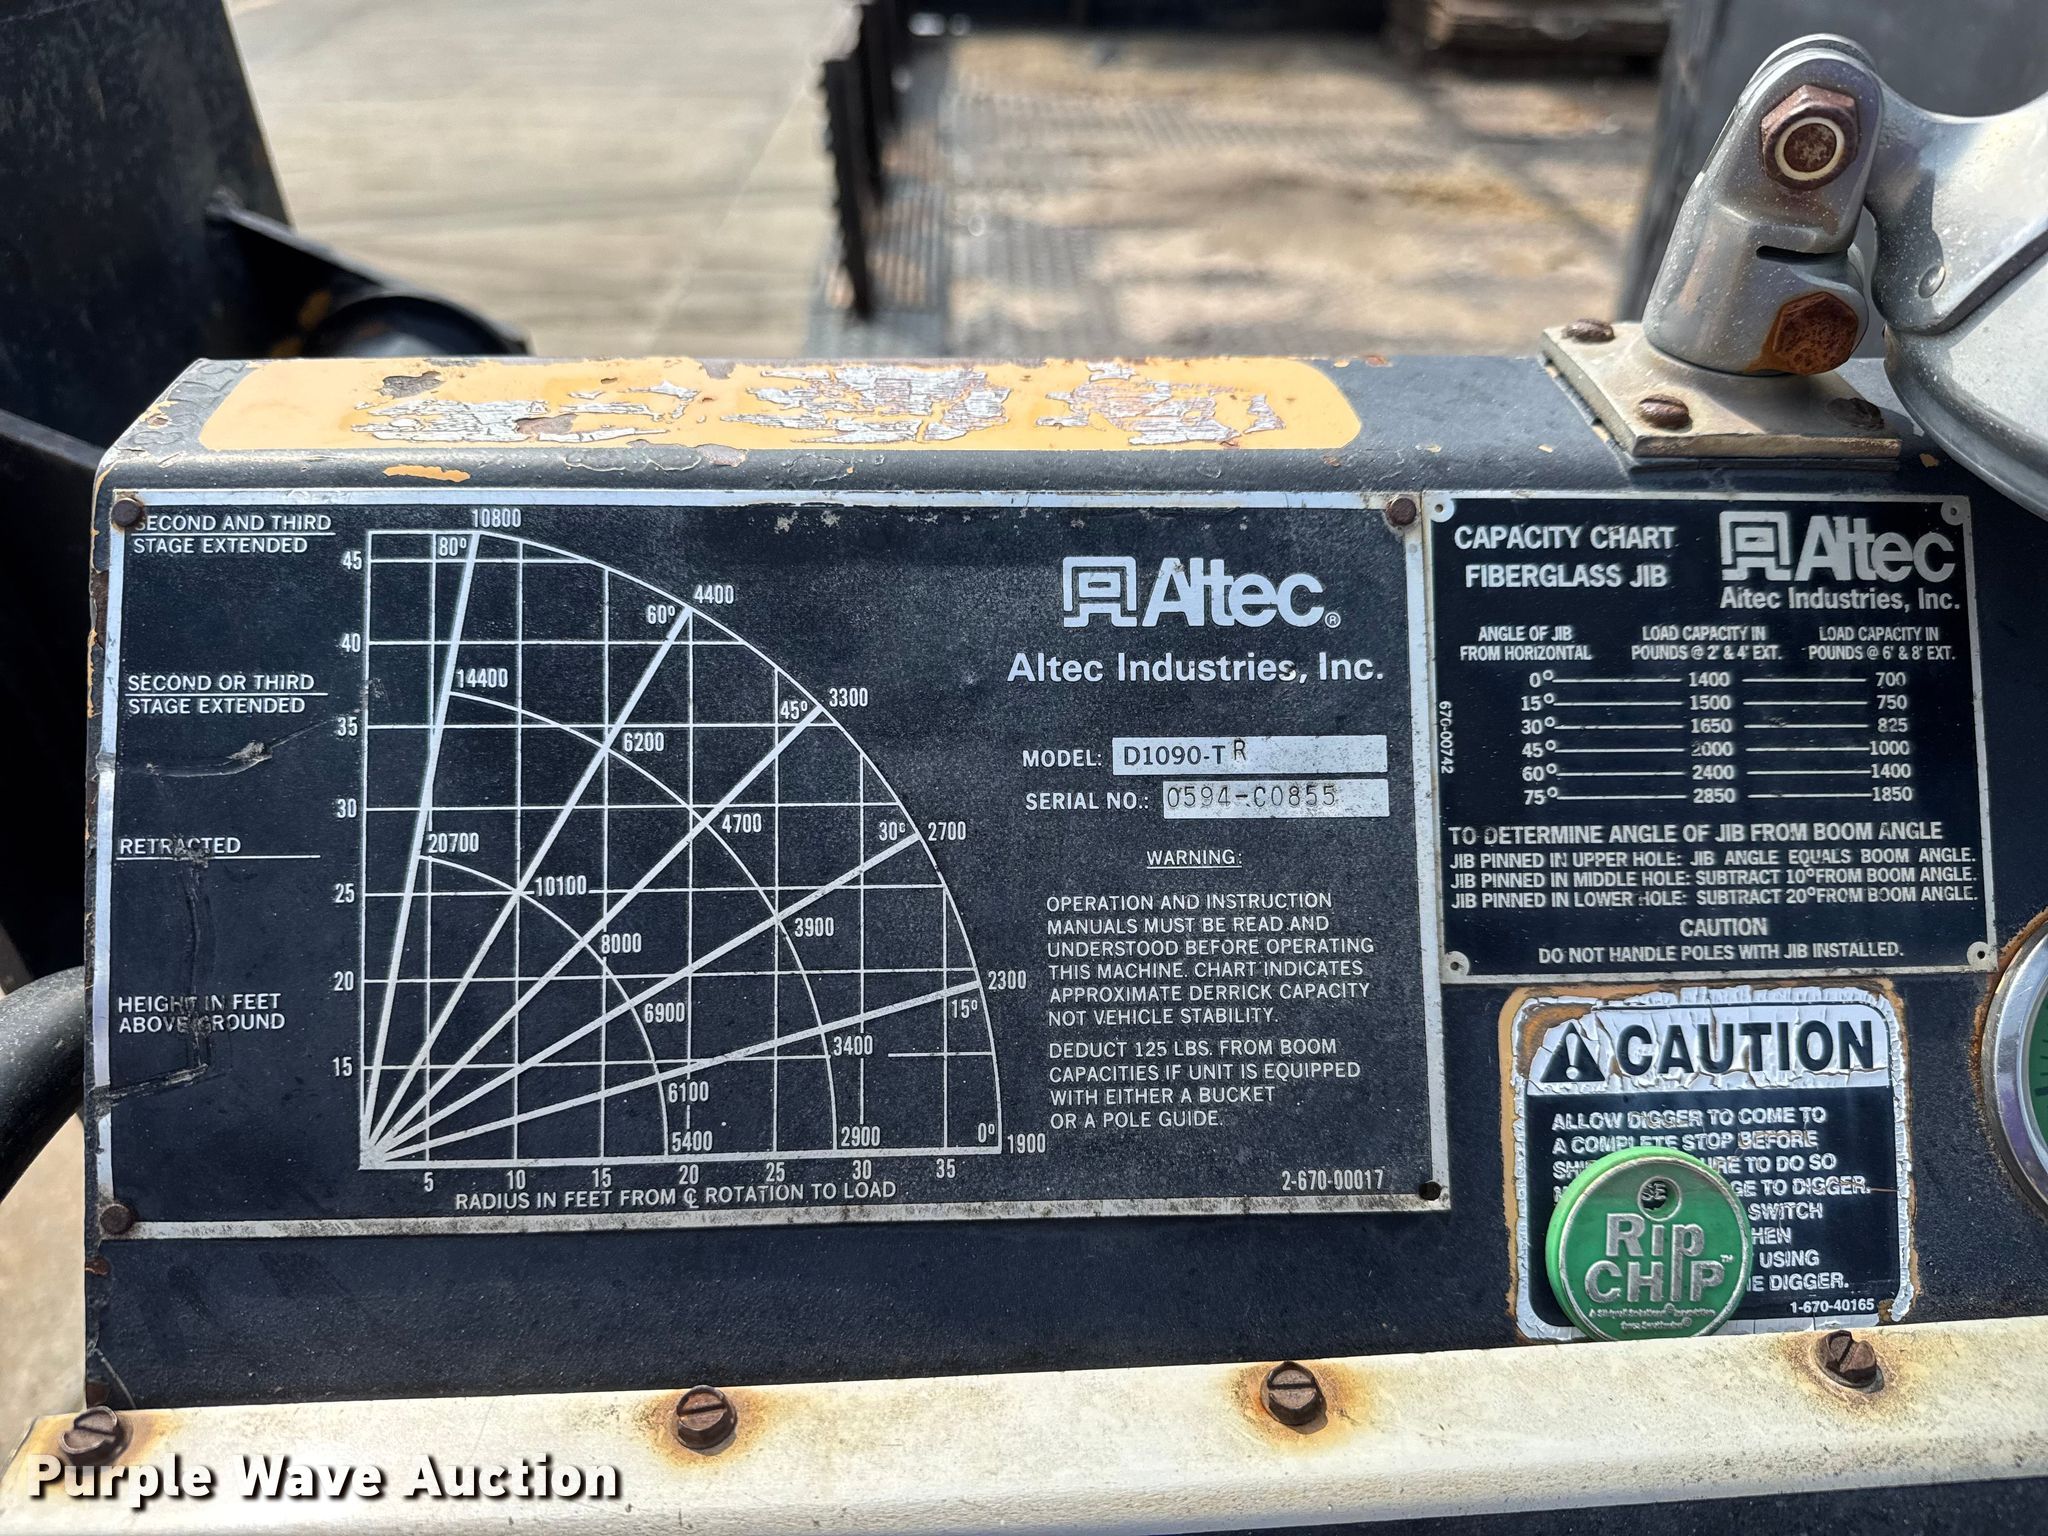 SECOND AND THIRD
STAGE EXTENDED
SECOND OR THIRD
STAGE EXTENDED
RETRACTED
HEIGHT IN FEET
ABOVE GROUND
45
40
35
30
25
20
15
10800
80°
4400
60°
14400
3300
45°
6200
20700
4700
30° 2700
10100
3900
8000
2300
15°
6900
3400
6100
0°
5400
2900
1900
5 10 15 20 25 30 35
RADIUS IN FEET FROM ℄ ROTATION TO LOAD
Altec®
Altec Industries, Inc.
MODEL: D1090-TR
SERIAL NO.: 0594-C0855
WARNING:
OPERATION AND INSTRUCTION
MANUALS MUST BE READ AND
UNDERSTOOD BEFORE OPERATING
THIS MACHINE. CHART INDICATES
APPROXIMATE DERRICK CAPACITY
NOT VEHICLE STABILITY.
DEDUCT 125 LBS. FROM BOOM
CAPACITIES IF UNIT IS EQUIPPED
WITH EITHER A BUCKET
OR A POLE GUIDE.
2-670-00017
CAPACITY CHART
FIBERGLASS JIB
Altec
Altec Industries, Inc.
ANGLE OF JIB
FROM HORIZONTAL
LOAD CAPACITY IN
POUNDS @ 2' & 4' EXT.
LOAD CAPACITY IN
POUNDS @ 6' & 8' EXT.
0° 1400 700
15° 1500 750
30° 1650 825
45° 2000 1000
60° 2400 1400
75° 2850 1850
670-00742
TO DETERMINE ANGLE OF JIB FROM BOOM ANGLE
JIB PINNED IN UPPER HOLE: JIB ANGLE EQUALS BOOM ANGLE.
JIB PINNED IN MIDDLE HOLE: SUBTRACT 10° FROM BOOM ANGLE.
JIB PINNED IN LOWER HOLE: SUBTRACT 20° FROM BOOM ANGLE.
CAUTION
DO NOT HANDLE POLES WITH JIB INSTALLED.
CAUTION
ALLOW DIGGER TO COME TO
A COMPLETE STOP BEFORE
TO DO SO
TO DIGGER.
SWITCH
USING
DIGGER.
1-670-40165
Rip
CHIP™
Purple Wave Auction